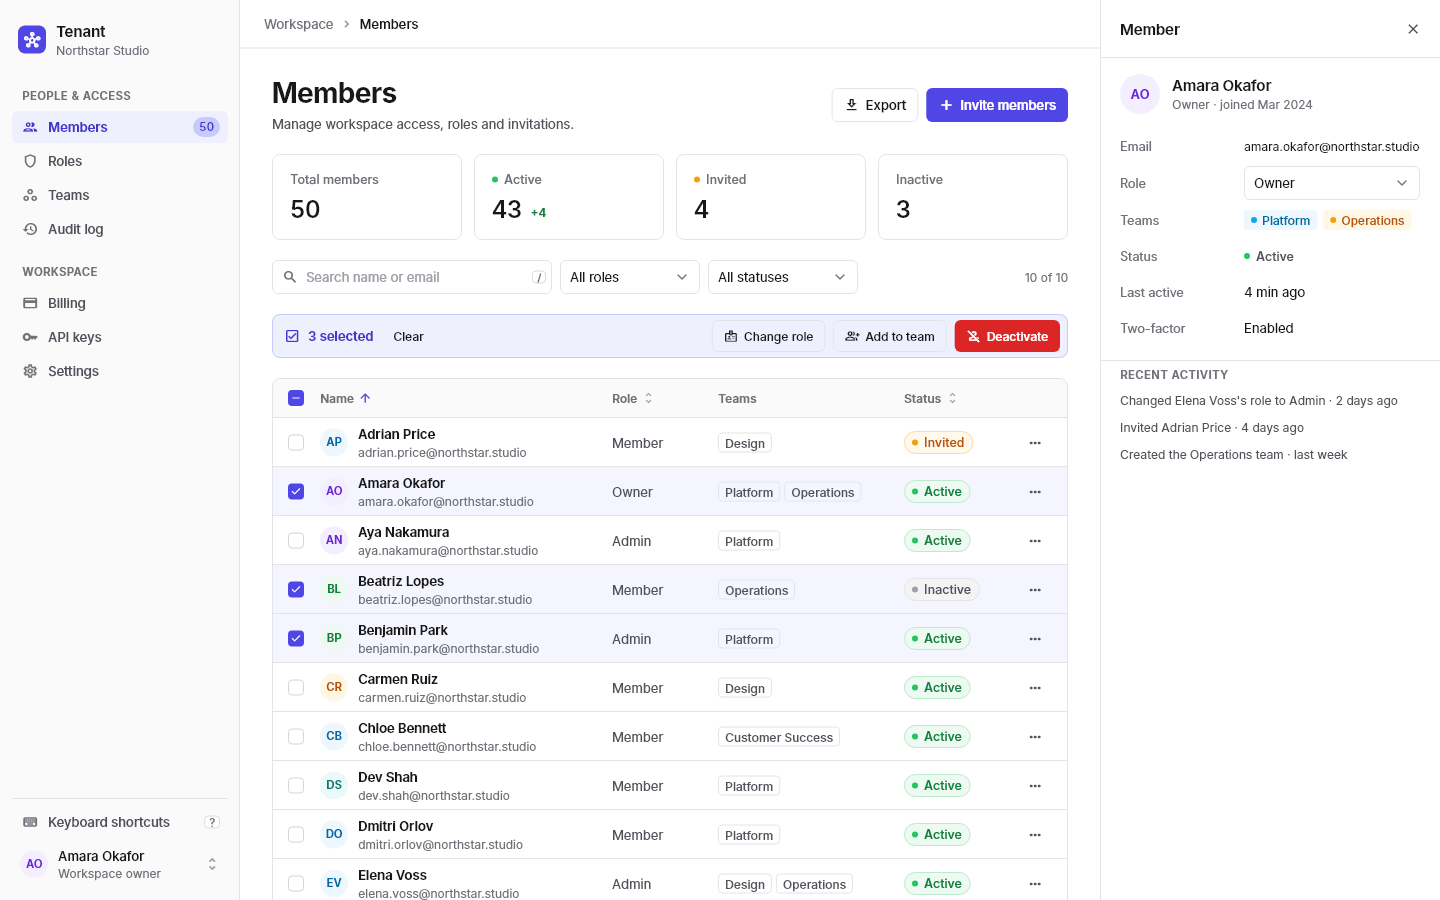 Tenant
Northstar Studio
PEOPLE & ACCESS
Members 50
Roles
Teams
Audit log
WORKSPACE
Billing
API keys
Settings
Keyboard shortcuts ?
AO Amara Okafor
Workspace owner
Workspace › Members
Members
Manage workspace access, roles and invitations.
Export
+ Invite members
Total members
50
Active
43 +4
Invited
4
Inactive
3
Search name or email /
All roles
All statuses
10 of 10
3 selected Clear Change role Add to team Deactivate
Name Role Teams Status
AP Adrian Price
adrian.price@northstar.studio
Member Design Invited
AO Amara Okafor
amara.okafor@northstar.studio
Owner Platform Operations Active
AN Aya Nakamura
aya.nakamura@northstar.studio
Admin Platform Active
BL Beatriz Lopes
beatriz.lopes@northstar.studio
Member Operations Inactive
BP Benjamin Park
benjamin.park@northstar.studio
Admin Platform Active
CR Carmen Ruiz
carmen.ruiz@northstar.studio
Member Design Active
CB Chloe Bennett
chloe.bennett@northstar.studio
Member Customer Success Active
DS Dev Shah
dev.shah@northstar.studio
Member Platform Active
DO Dmitri Orlov
dmitri.orlov@northstar.studio
Member Platform Active
EV Elena Voss
elena.voss@northstar.studio
Admin Design Operations Active
Member
AO Amara Okafor
Owner · joined Mar 2024
Email amara.okafor@northstar.studio
Role Owner
Teams Platform Operations
Status Active
Last active 4 min ago
Two-factor Enabled
RECENT ACTIVITY
Changed Elena Voss's role to Admin · 2 days ago
Invited Adrian Price · 4 days ago
Created the Operations team · last week